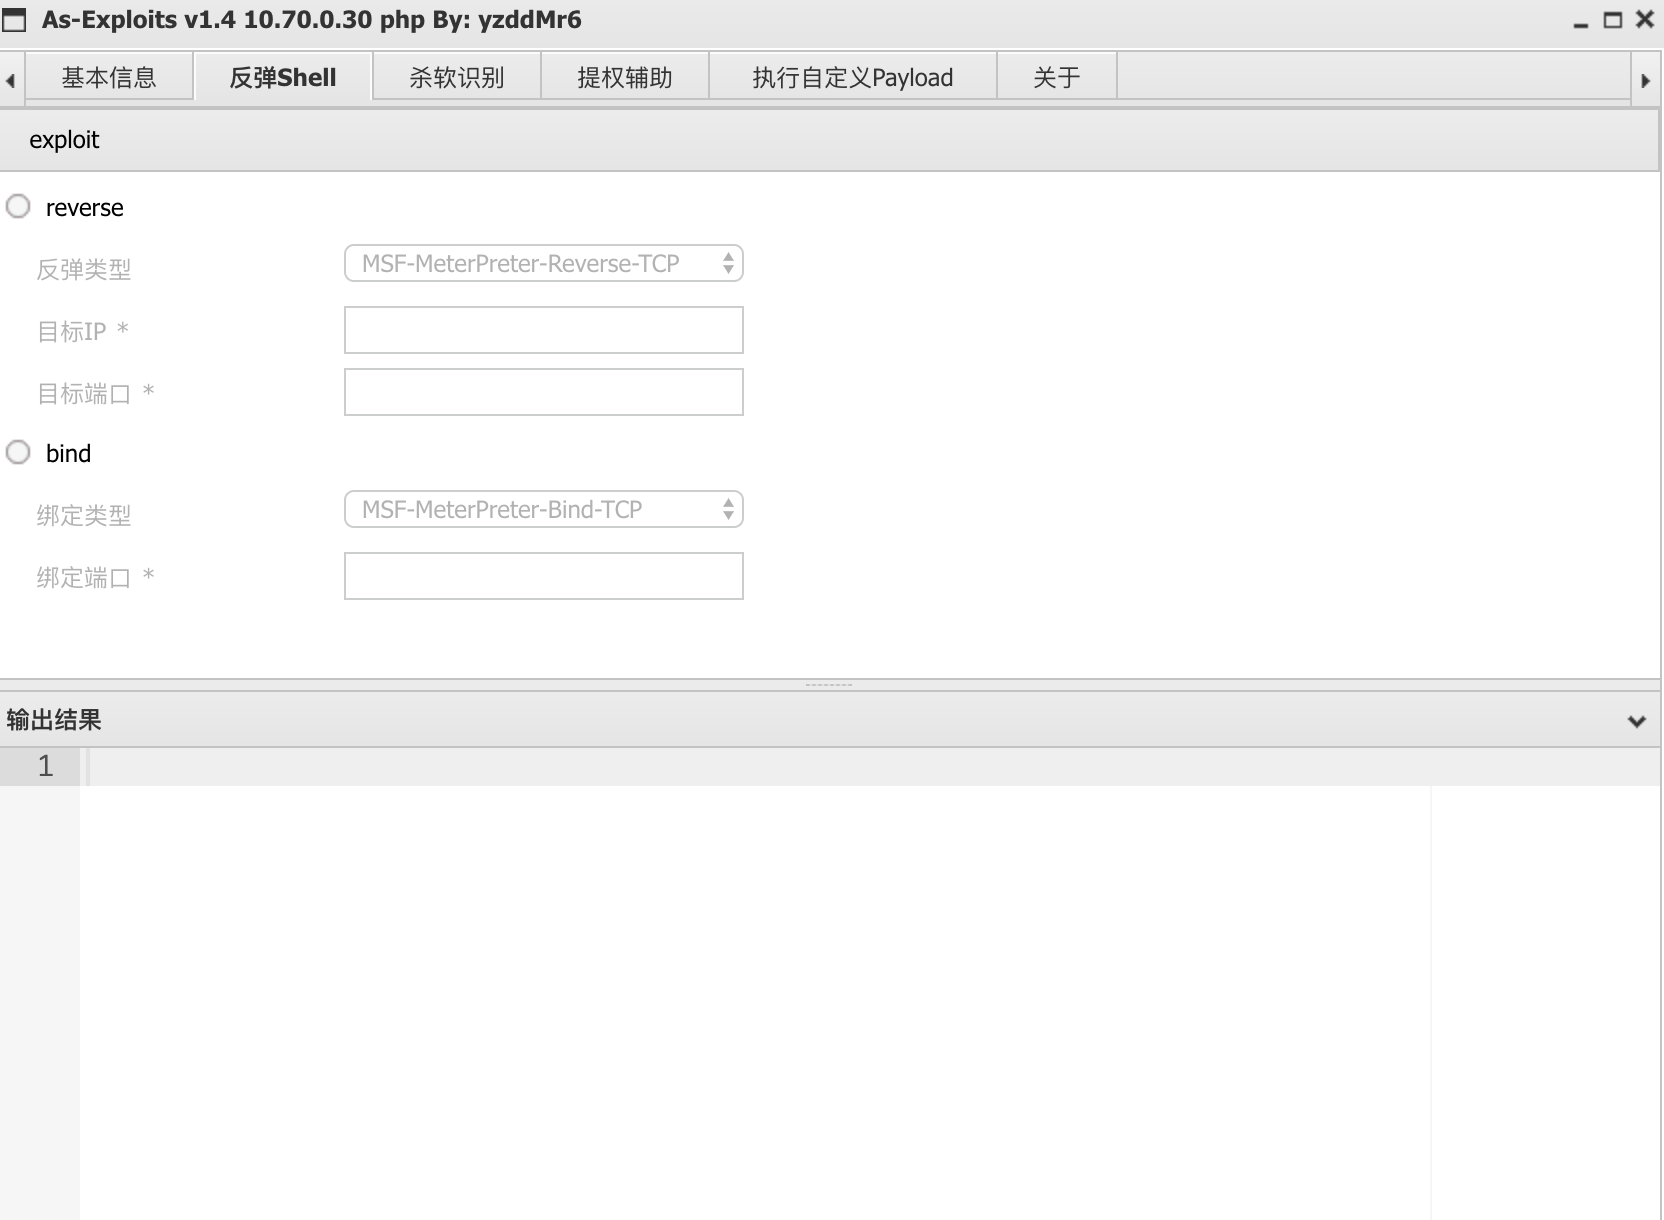 As-Exploits v1.4 10.70.0.30 php By: yzddMr6
基本信息 反弹Shell 杀软识别 提权辅助 执行自定义Payload 关于
exploit
reverse
反弹类型 MSF-MeterPreter-Reverse-TCP
目标IP *
目标端口 *
bind
绑定类型 MSF-MeterPreter-Bind-TCP
绑定端口 *
输出结果
1